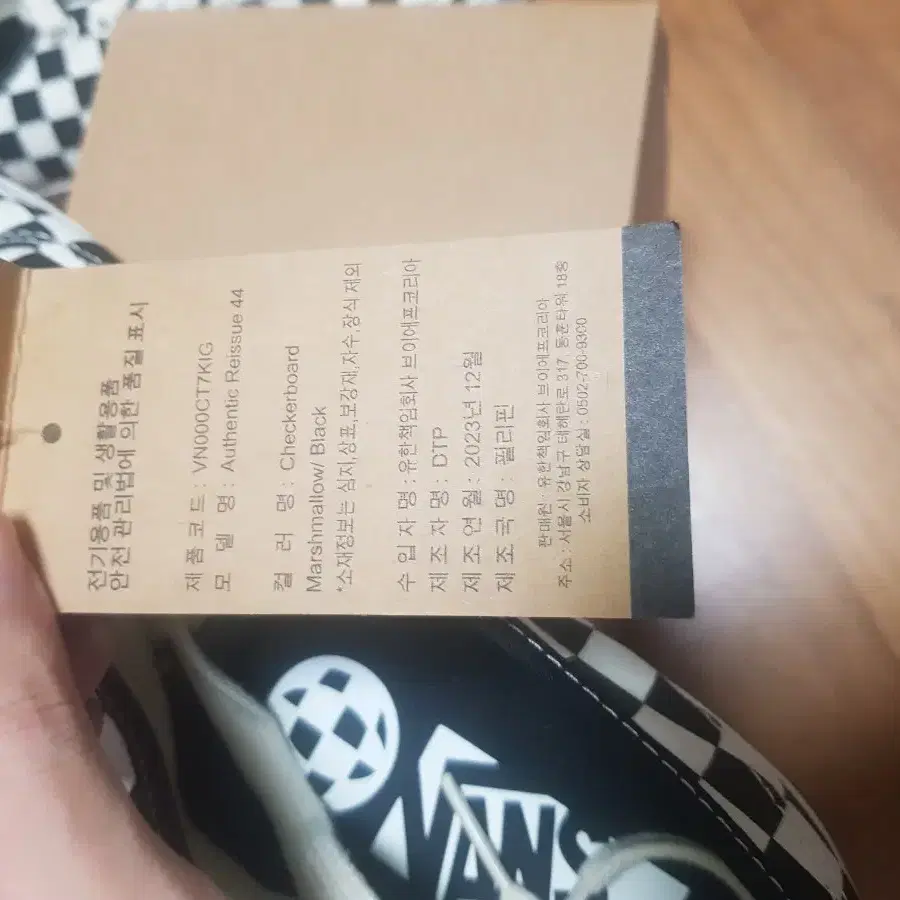 전기용품 및 생활용품
안전 관리법에 의한 품질 표시
제 품 코 드 : VN000CT7KIG
모 델 명 : Authentic Reissue 44
컬 러 명 : Checkerboard
Marshmallow/ Black
*소재정보는 심지,상표,보강재,자수,장식 제외
수 입 자 명 : 유한책임회사 브이에프코리아
제 조 자 명 : DTP
제 조 연 월 : 2023년 12월
제 조 국 명 : 필리핀
판매원 : 유한책임회사 브이에프코리아
주소 : 서울시 강남구 테헤란로 317, 동훈타워 18층
소비자 상담실 : 0502-700-9300
VANS